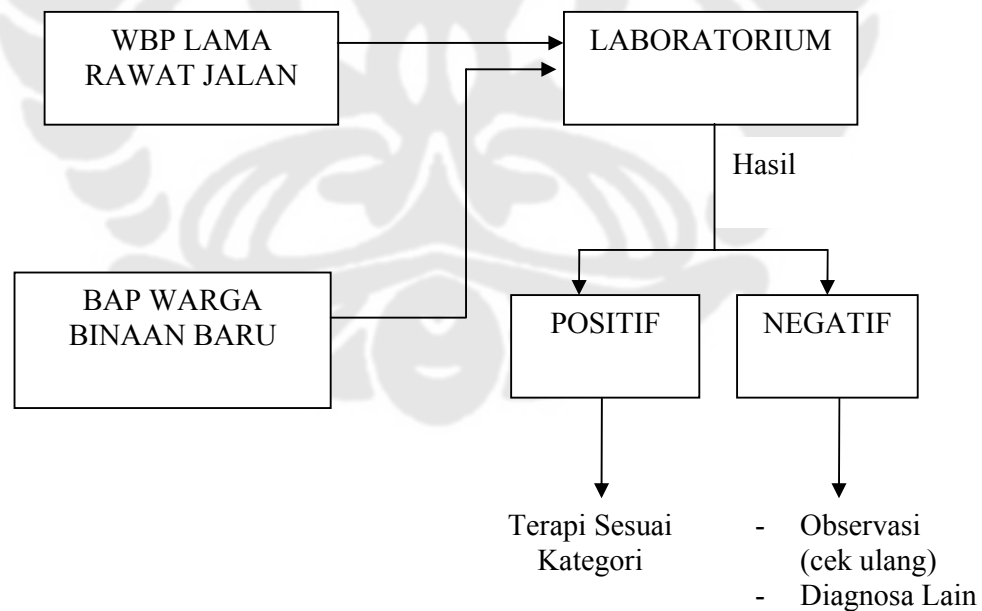 WBP LAMA
RAWAT JALAN
LABORATORIUM
Hasil
BAP WARGA
BINAAN BARU
POSITIF
NEGATIF
Terapi Sesuai
Kategori
- Observasi
(cek ulang)
- Diagnosa Lain